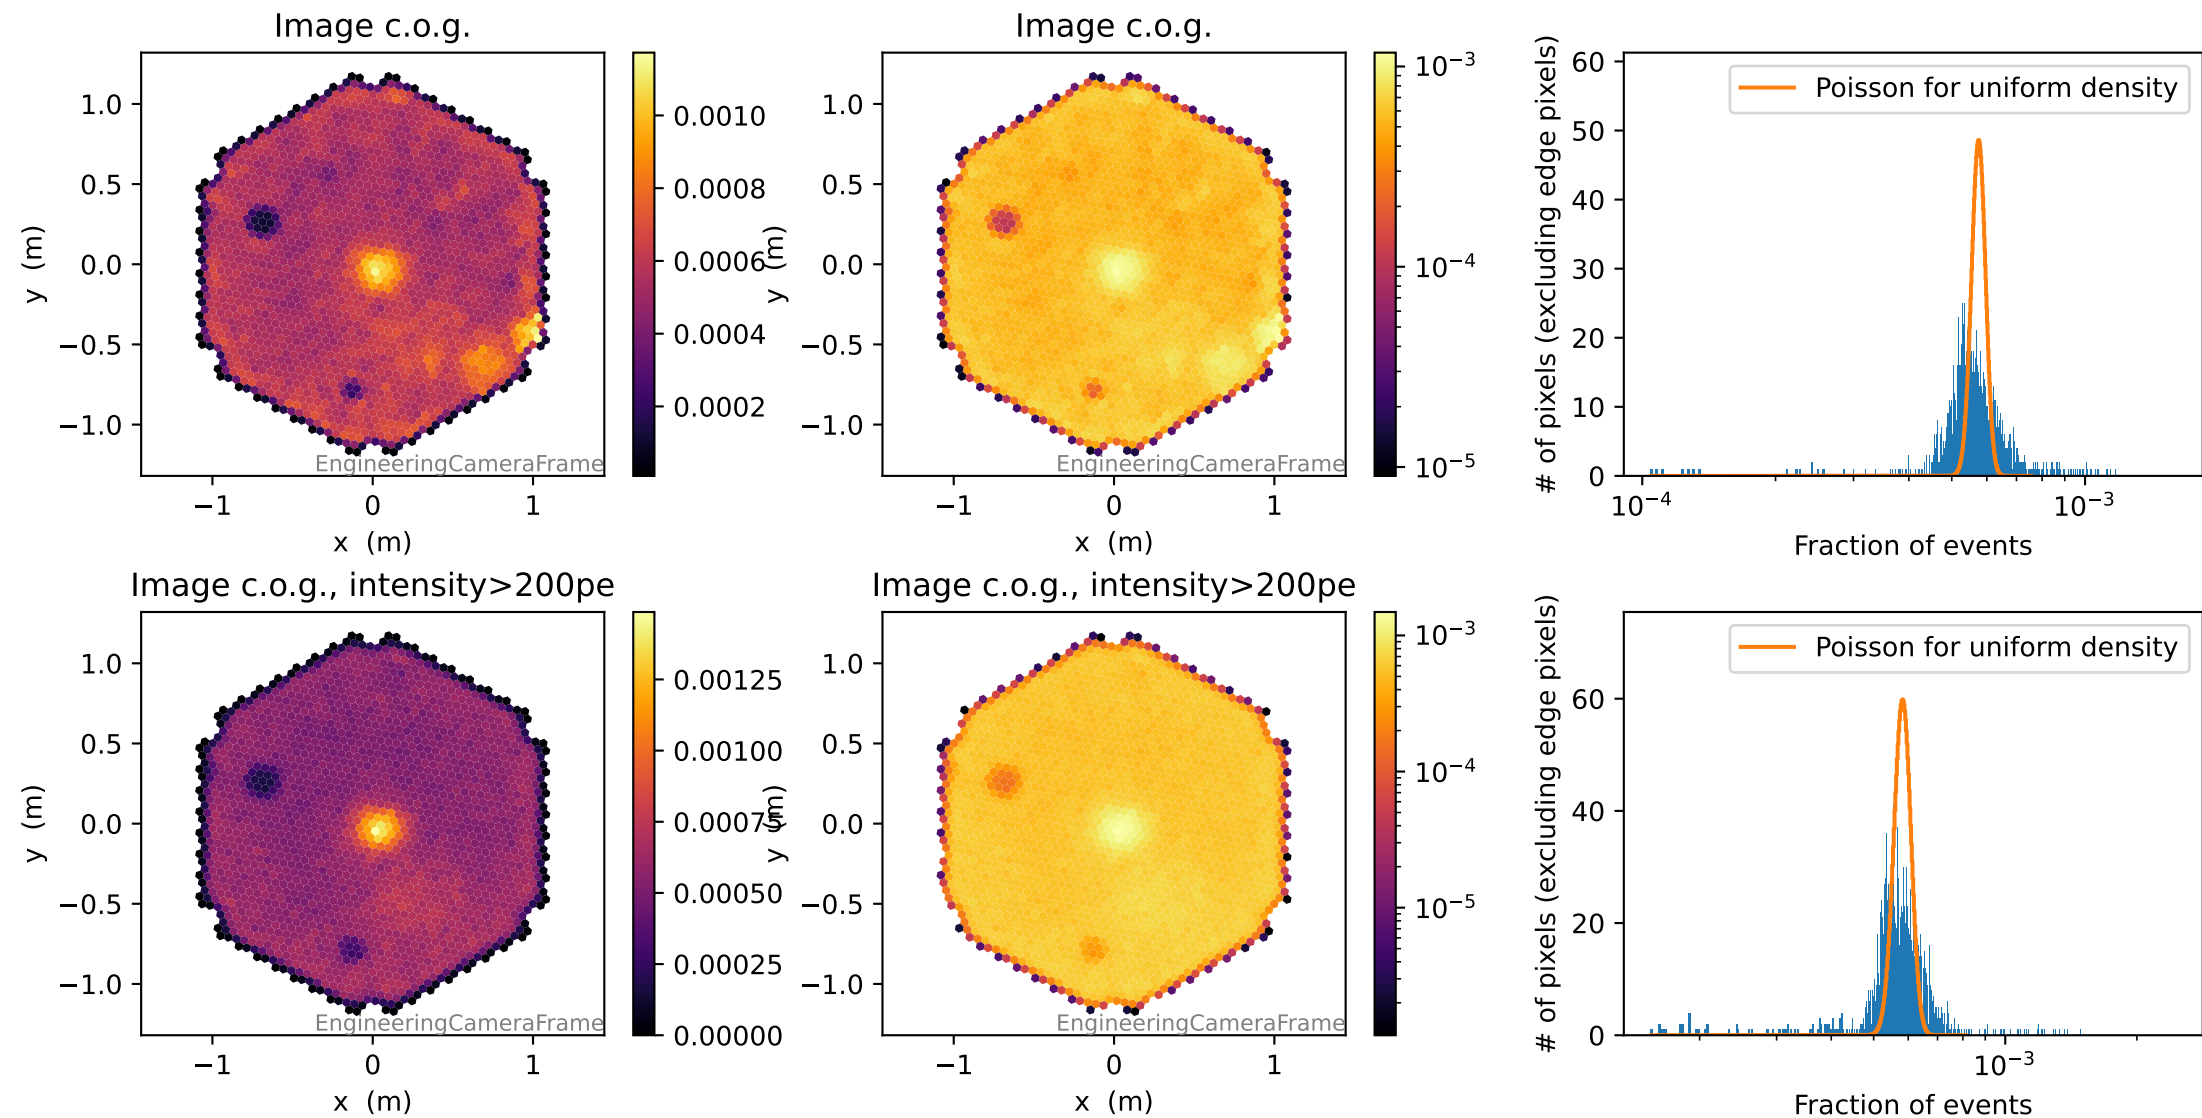 Image c.o.g.
1.0
0.5
0.0
−0.5
−1.0
y (m)
−1
0
1
x (m)
EngineeringCameraFrame
0.0010
0.0008
0.0006
0.0004
0.0002
Image c.o.g.
1.0
0.5
0.0
−0.5
−1.0
y (m)
−1
0
1
x (m)
EngineeringCameraFrame
10⁻³
10⁻⁴
10⁻⁵
Poisson for uniform density
60
50
40
30
20
10
0
# of pixels (excluding edge pixels)
10⁻⁴
10⁻³
Fraction of events
Image c.o.g., intensity>200pe
1.0
0.5
0.0
−0.5
−1.0
y (m)
−1
0
1
x (m)
EngineeringCameraFrame
0.00125
0.00100
0.00075
0.00050
0.00025
0.00000
Image c.o.g., intensity>200pe
1.0
0.5
0.0
−0.5
−1.0
y (m)
−1
0
1
x (m)
EngineeringCameraFrame
10⁻³
10⁻⁴
10⁻⁵
Poisson for uniform density
60
40
20
0
# of pixels (excluding edge pixels)
10⁻³
Fraction of events